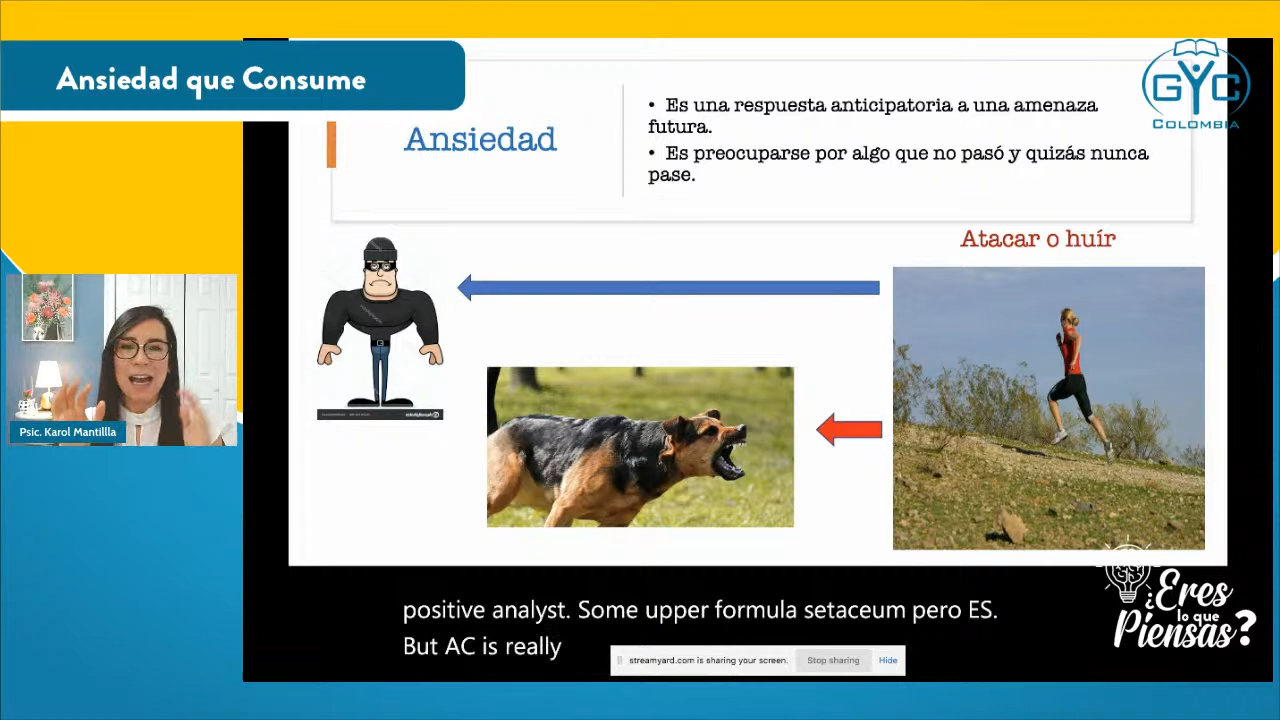 Ansiedad que Consume
GYC
COLOMBIA
Ansiedad
• Es una respuesta anticipatoria a una amenaza
futura.
• Es preocuparse por algo que no pasó y quizás nunca
pase.
Atacar o huír
Psic. Karol Mantillla
positive analyst. Some upper formula setaceum pero ES.
But AC is really
streamyard.com is sharing your screen. Stop sharing Hide
¿Eres
lo que
Piensas?